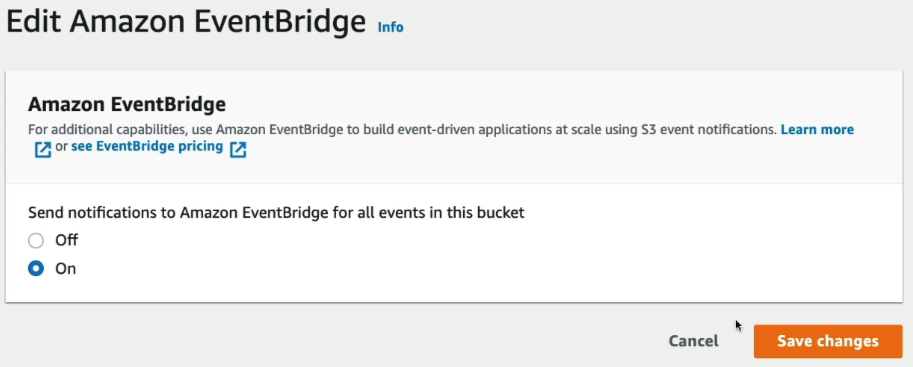 Edit Amazon EventBridge Info
Amazon EventBridge
For additional capabilities, use Amazon EventBridge to build event-driven applications at scale using S3 event notifications. Learn more
or see EventBridge pricing
Send notifications to Amazon EventBridge for all events in this bucket
Off
On
Cancel Save changes